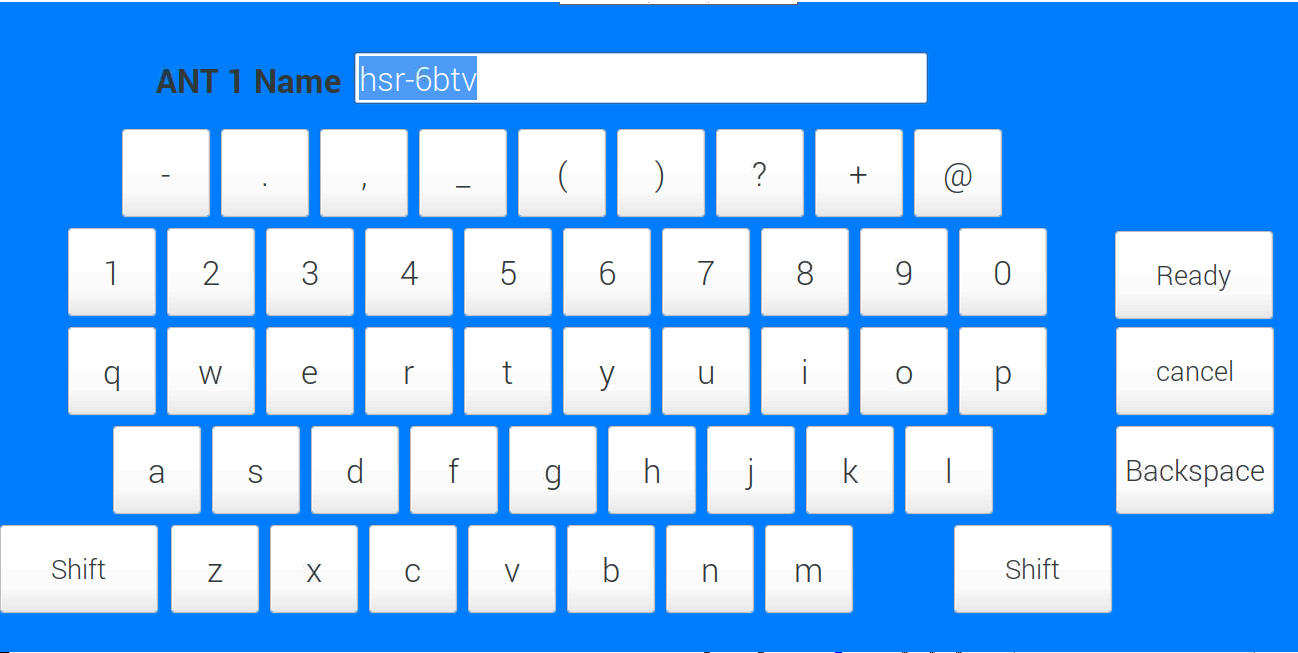 ANT 1 Name hsr-6btv
- . , _ ( ) ? + @
1 2 3 4 5 6 7 8 9 0 Ready
q w e r t y u i o p cancel
a s d f g h j k l Backspace
Shift z x c v b n m Shift